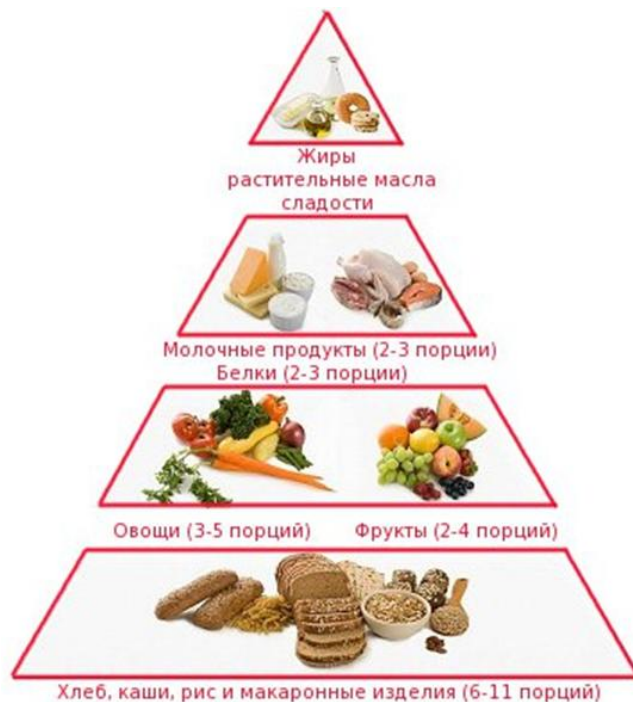 Жиры
растительные масла
сладости
Молочные продукты (2-3 порции)
Белки (2-3 порции)
Овощи (3-5 порций) Фрукты (2-4 порций)
Хлеб, каши, рис и макаронные изделия (6-11 порций)